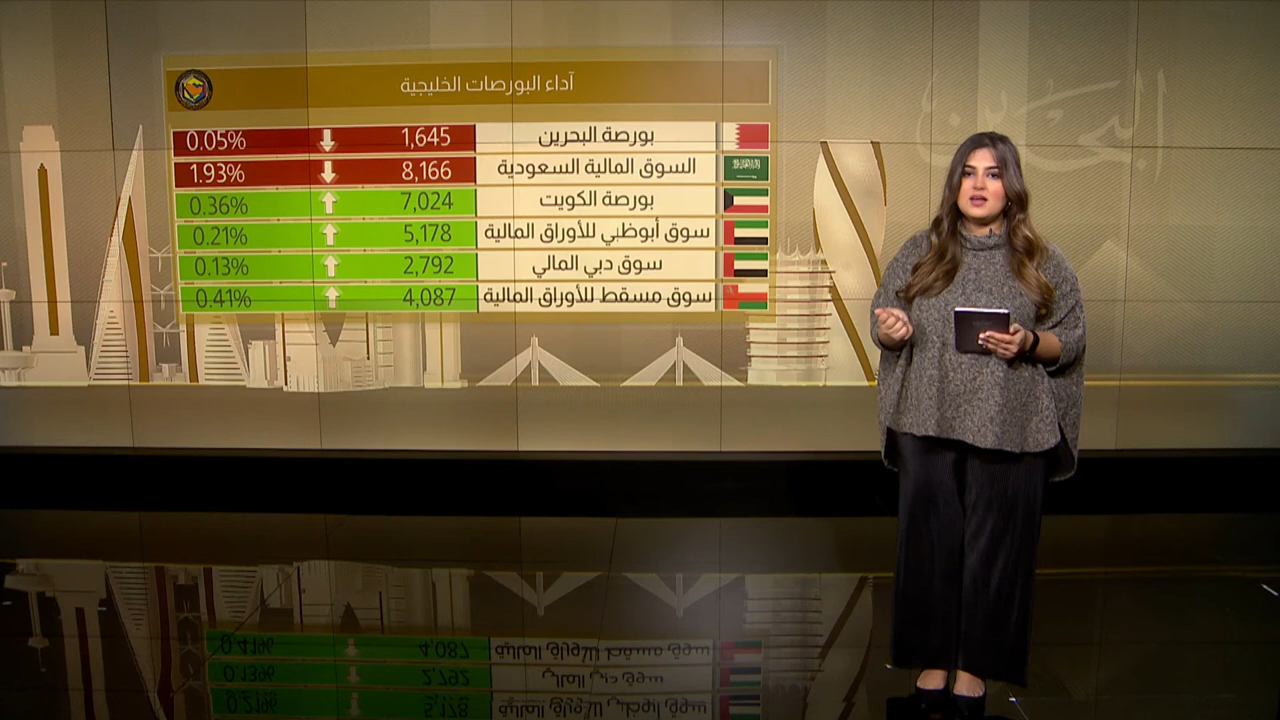 آداء البورصات الخليجية
بورصة البحرين 1,645 0.05%
السوق المالية السعودية 8,166 1.93%
بورصة الكويت 7,024 0.36%
سوق أبوظبي للأوراق المالية 5,178 0.21%
سوق دبي المالي 2,792 0.13%
سوق مسقط للأوراق المالية 4,087 0.41%
البحرين